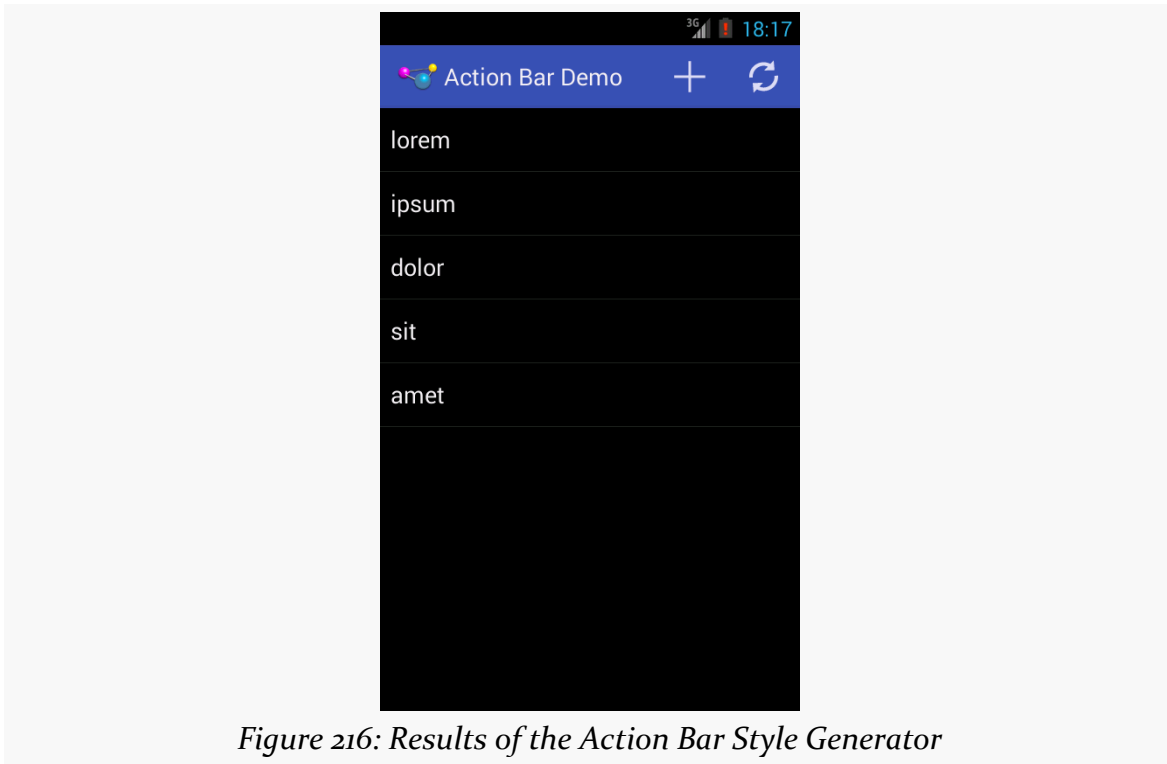 3G 18:17
Action Bar Demo
lorem
ipsum
dolor
sit
amet
Figure 216: Results of the Action Bar Style Generator